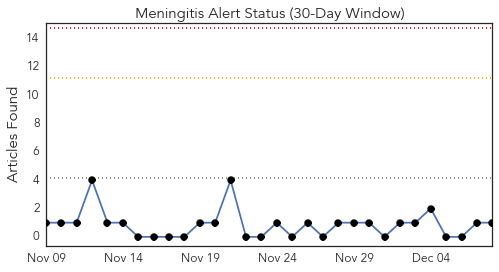 Meningitis Alert Status (30-Day Window)
Articles Found
14
12
10
8
6
4
2
0
Nov 09
Nov 14
Nov 19
Nov 24
Nov 29
Dec 04